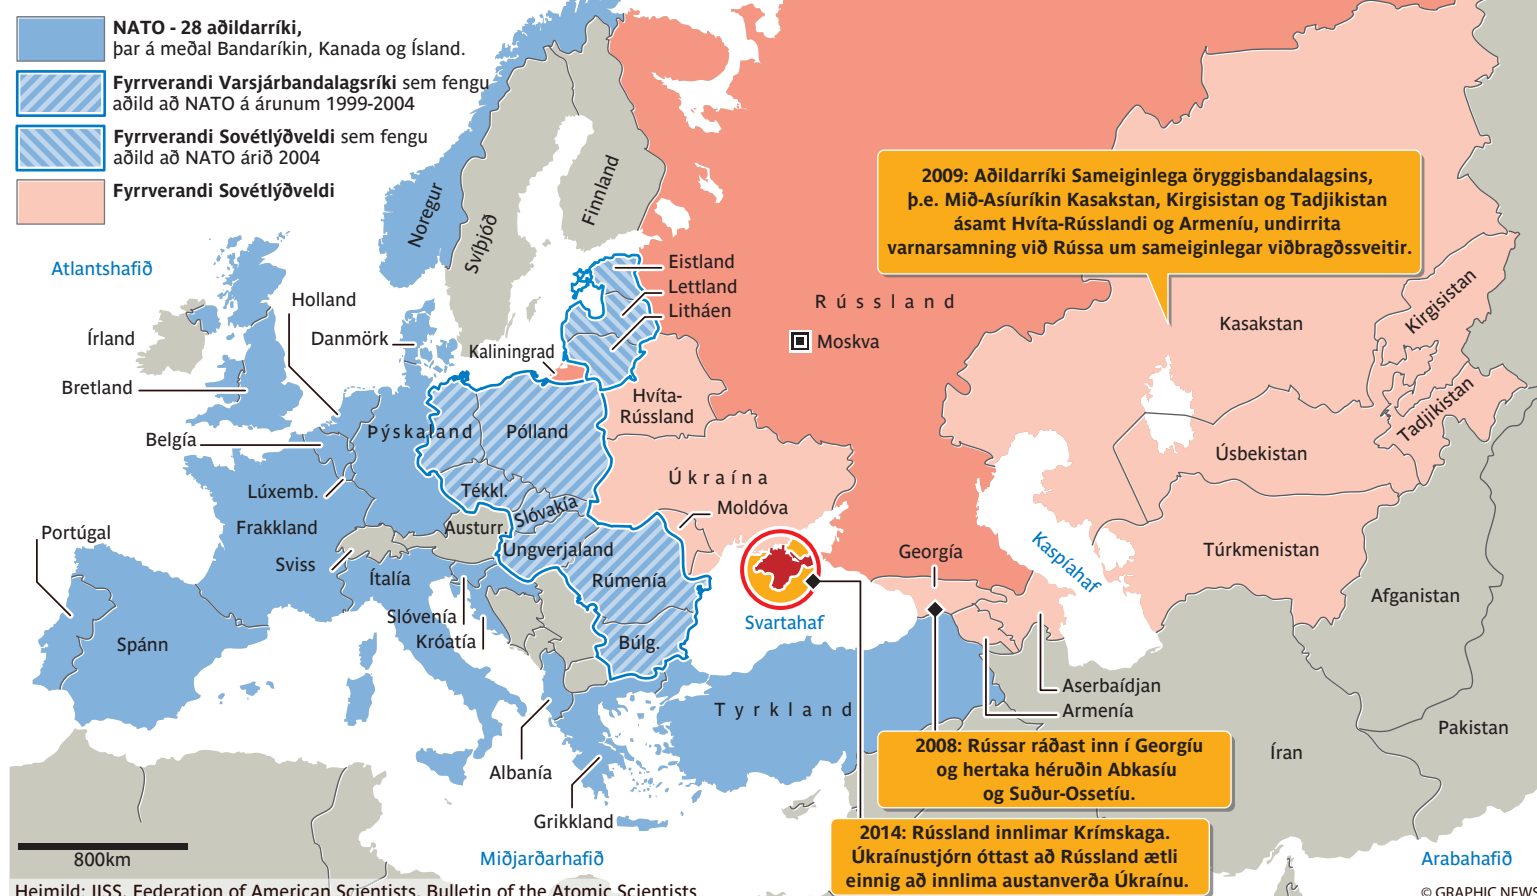 NATO - 28 aðildarríki,
þar á meðal Bandaríkin, Kanada og Ísland.
Fyrrverandi Varsjárbandalagsríki sem fengu
aðild að NATO á árunum 1999-2004
Fyrrverandi Sovétlýðveldi sem fengu
aðild að NATO árið 2004
Fyrrverandi Sovétlýðveldi
2009: Aðildarríki Sameiginlega öryggisbandalagsins,
þ.e. Mið-Asíuríkin Kasakstan, Kirgisistan og Tadjikistan
ásamt Hvíta-Rússlandi og Armeníu, undirrita
varnarsamning við Rússa um sameiginlegar viðbragðssveitir.
Noregur
Svíþjóð
Finnland
Atlantshafið
Eistland
Lettland
Litháen
Holland
Danmörk
Írland
Bretland
Kaliningrad
Rússland
Moskva
Kasakstan
Kirgisistan
Tadjikistan
Hvíta-
Rússland
Belgía
Þýskaland
Pólland
Úsbekistan
Lúxemb.
Tékkl.
Slóvakía
Úkraína
Moldóva
Portúgal
Frakkland
Austurr.
Sviss
Ungverjaland
Georgía
Kaspíahaf
Túrkmenistan
Ítalía
Rúmenía
Afganistan
Slóvenía
Króatía
Svartahaf
Spánn
Búlg.
Aserbaídjan
Armenía
Tyrkland
Pakistan
Íran
Albanía
Grikkland
2008: Rússar ráðast inn í Georgíu
og hertaka héruðin Abkasíu
og Suður-Ossetíu.
2014: Rússland innlimar Krímskaga.
Úkraínustjórn óttast að Rússland ætli
einnig að innlima austanverða Úkraínu.
800km
Miðjarðarhafið
Arabahafið
Heimild: IISS, Federation of American Scientists, Bulletin of the Atomic Scientists
© GRAPHIC NEWS